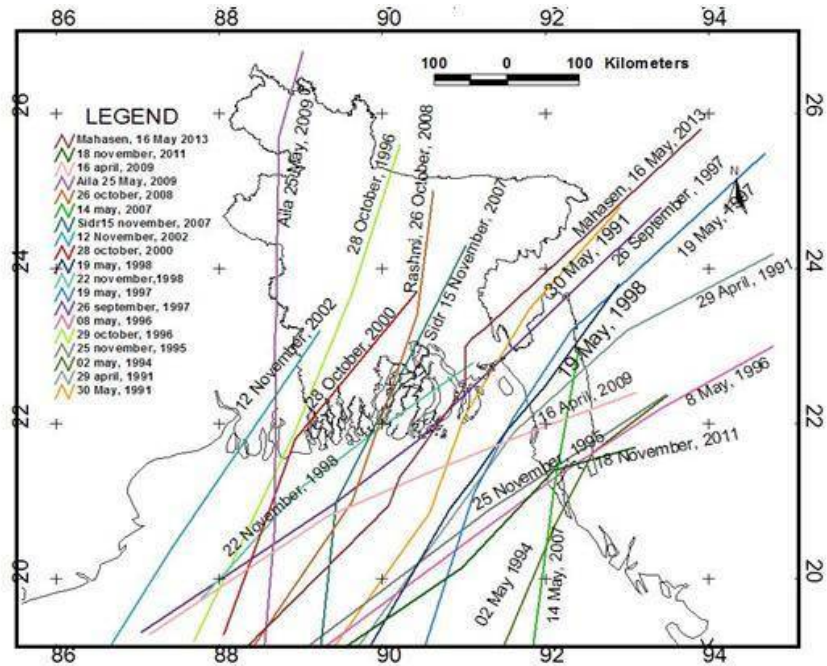 86 88 90 92 94
100 0 100 Kilometers
26
24
22
20
26
24
22
20
LEGEND
Mahasen, 16 May 2013
18 november, 2011
16 april, 2009
Aila 25 May, 2009
26 october, 2008
14 may, 2007
Sidr15 november, 2007
12 November, 2002
28 october, 2000
19 may, 1998
22 november,1998
19 may, 1997
26 september, 1997
08 may, 1996
29 october, 1996
25 november, 1995
02 may, 1994
29 april, 1991
30 May, 1991
N
Aila 25 May, 2009
28 October, 1996
Rashmi, 26 October, 2008
Sidr 15 November, 2007
Mahasen, 16 May, 2013
30 May, 1991
26 September, 1997
19 May, 1997
29 April, 1991
12 November, 2002
28 October, 2000
19 May, 1998
16 April, 2009
8 May, 1996
22 November, 1998
25 November, 1995
18 November, 2011
02 May 1994
14 May, 2007
86 88 90 92 94